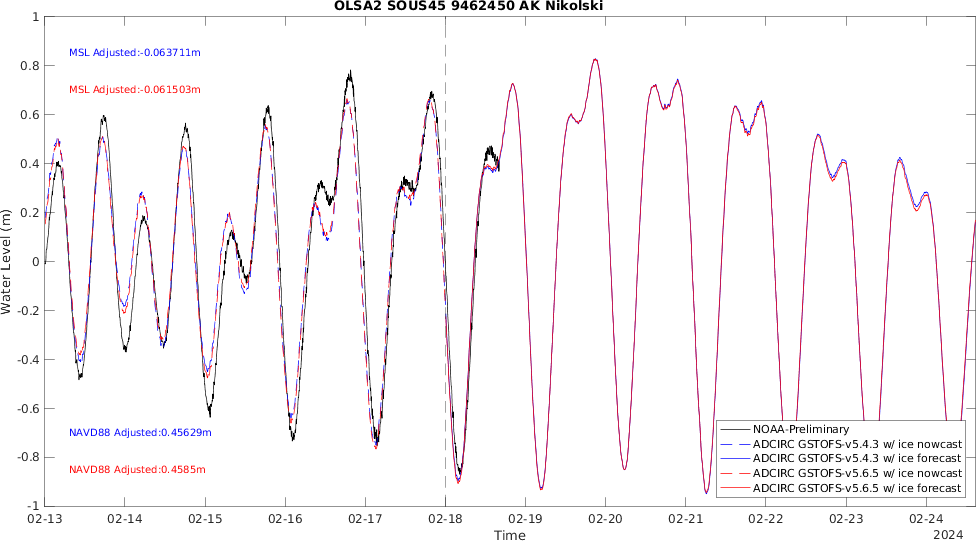 OLSA2 SOUS45 9462450 AK Nikolski
1
0.8
0.6
0.4
0.2
0
-0.2
-0.4
-0.6
-0.8
-1
Water Level (m)
MSL Adjusted:-0.063711m
MSL Adjusted:-0.061503m
NAVD88 Adjusted:0.45629m
NAVD88 Adjusted:0.4585m
NOAA-Preliminary
ADCIRC GSTOFS-v5.4.3 w/ ice nowcast
ADCIRC GSTOFS-v5.4.3 w/ ice forecast
ADCIRC GSTOFS-v5.6.5 w/ ice nowcast
ADCIRC GSTOFS-v5.6.5 w/ ice forecast
02-13 02-14 02-15 02-16 02-17 02-18 02-19 02-20 02-21 02-22 02-23 02-24
Time
2024